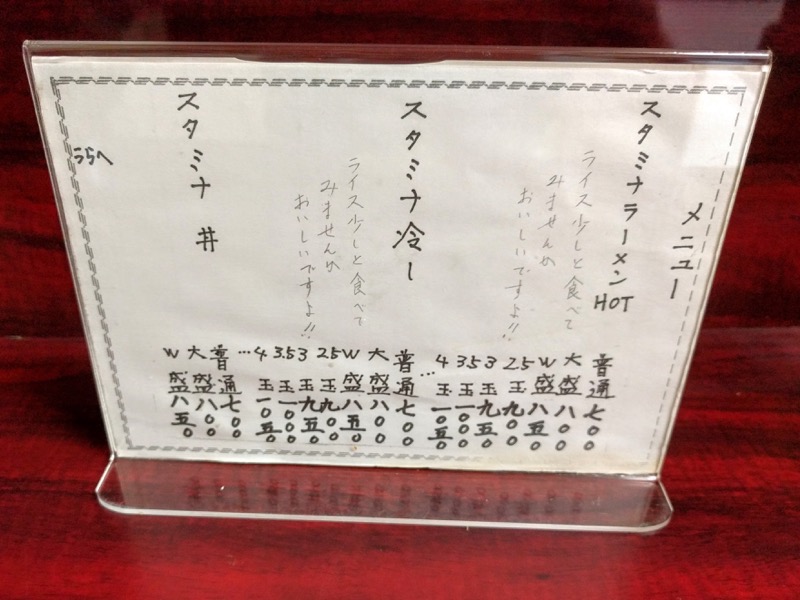 メニュー
スタミナラーメンHOT
ライス少しと食べて
みませんか
おいしいですよ!!
普通七〇〇
大盛八〇〇
W盛八五〇
2.5玉九〇〇
3玉九五〇
3.5玉一〇〇〇
4玉一〇五〇
…
スタミナ冷し
ライス少しと食べて
みませんか
おいしいですよ!!
普通七〇〇
大盛八〇〇
W盛八五〇
2.5玉九〇〇
3玉九五〇
3.5玉一〇〇〇
4玉一〇五〇
…
スタミナ丼
普通七〇〇
大盛八〇〇
W盛八五〇
うらへ